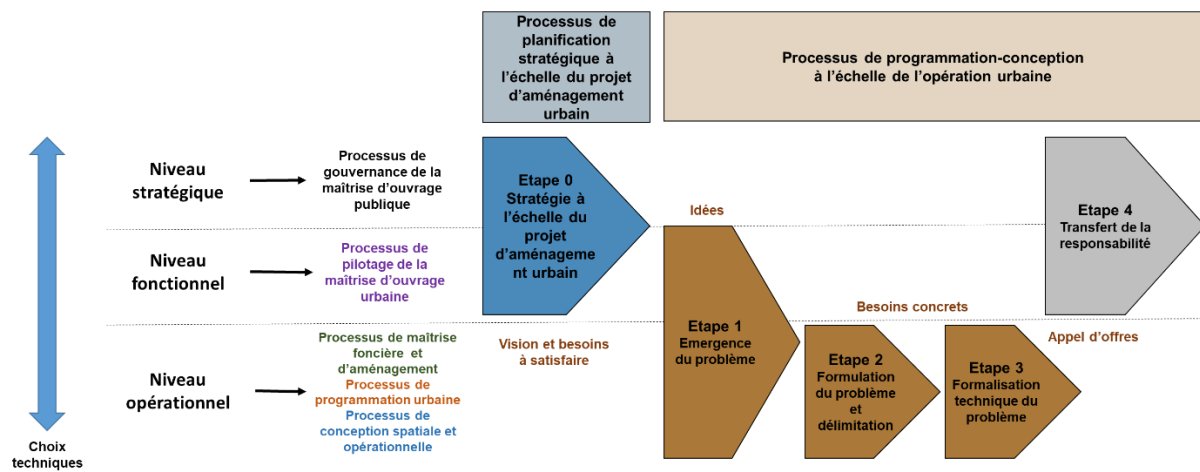 Processus de
planification
stratégique à
l'échelle du projet
d'aménagement
urbain
Processus de programmation-conception
à l'échelle de l'opération urbaine
Niveau
stratégique
Processus de
gouvernance de la
maîtrise d'ouvrage
publique
Etape 0
Stratégie à
l'échelle du
projet
d'aménageme
nt urbain
Idées
Etape 4
Transfert de la
responsabilité
Niveau
fonctionnel
Processus de
pilotage de la
maîtrise d'ouvrage
urbaine
Besoins concrets
Etape 1
Emergence
du problème
Niveau
opérationnel
Processus de maîtrise
foncière et
d'aménagement
Processus de
programmation urbaine
Processus de
conception spatiale et
opérationnelle
Vision et besoins
à satisfaire
Etape 2
Formulation
du problème
et
délimitation
Etape 3
Formalisation
technique du
problème
Appel d'offres
Choix
techniques